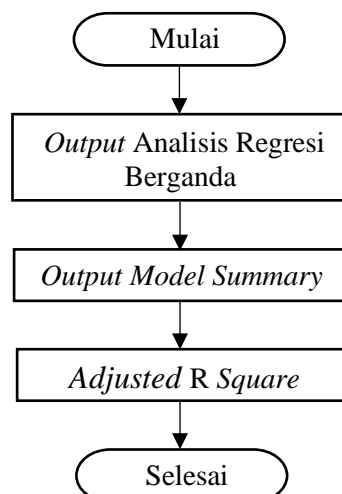 Mulai
Output Analisis Regresi
Berganda
Output Model Summary
Adjusted R Square
Selesai